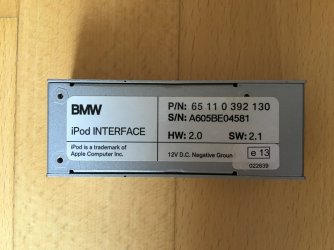 BMW
iPod INTERFACE
iPod is a trademark of
Apple Computer Inc.
P/N: 65 11 0 392 130
S/N: A605BE04581
HW: 2.0 SW: 2.1
12V D.C. Negative Groun
e 13
022639